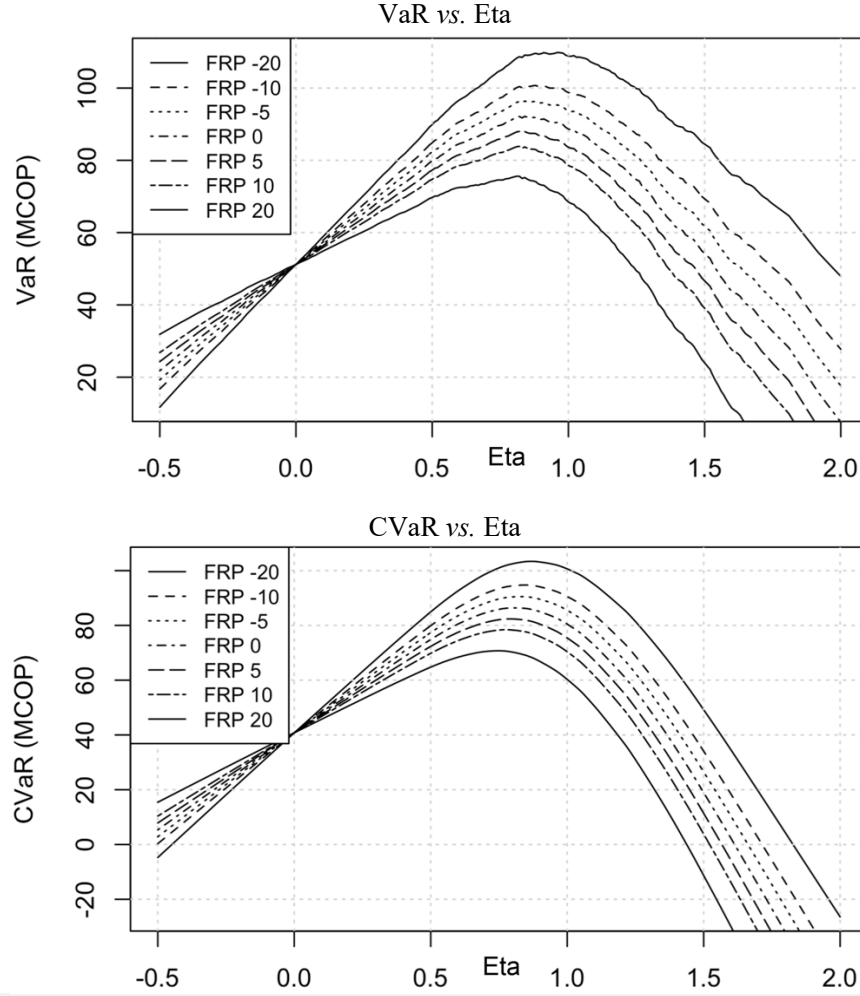 VaR vs. Eta
FRP -20
FRP -10
FRP -5
FRP 0
FRP 5
FRP 10
FRP 20
VaR (MCOP)
100
80
60
40
20
-0.5 0.0 0.5 1.0 1.5 2.0
Eta
CVaR vs. Eta
FRP -20
FRP -10
FRP -5
FRP 0
FRP 5
FRP 10
FRP 20
CVaR (MCOP)
80
60
40
20
0
-20
-0.5 0.0 0.5 1.0 1.5 2.0
Eta